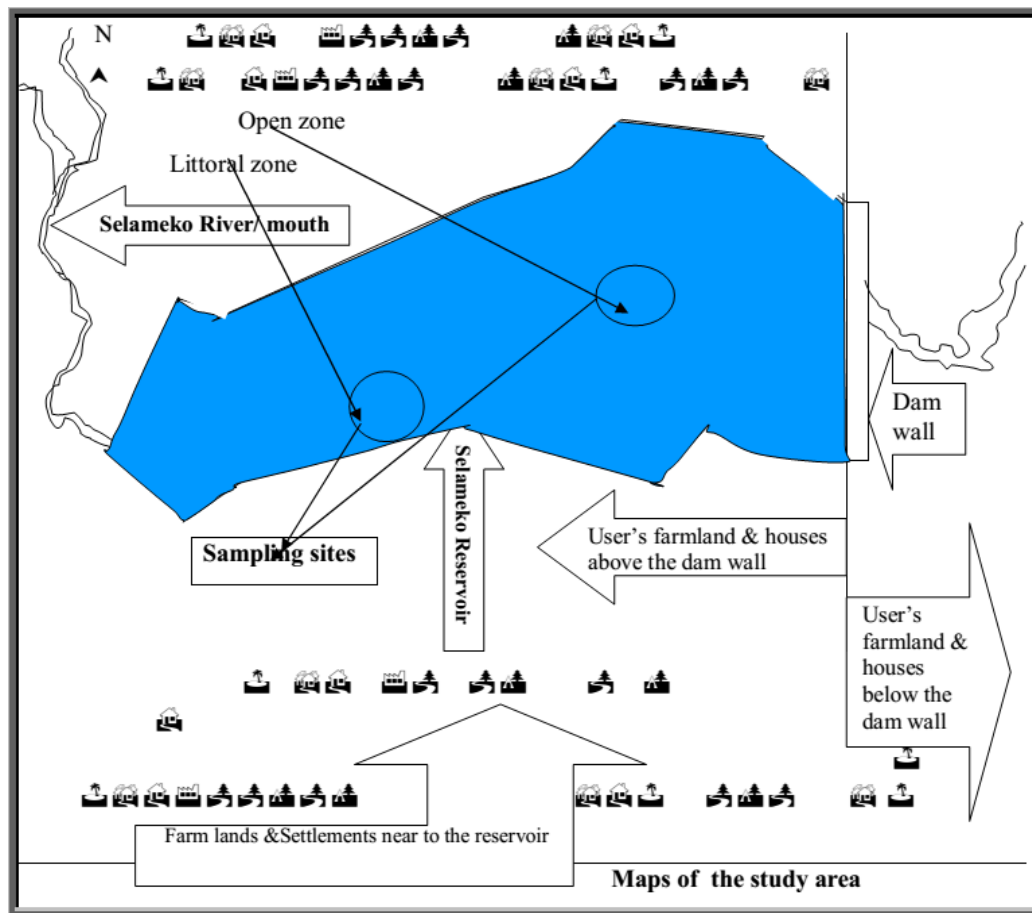 N
Open zone
Littoral zone
Selameko River/ mouth
Dam
wall
Selameko Reservoir
Sampling sites
User's farmland & houses
above the dam wall
User's
farmland &
houses
below the
dam wall
Farm lands &Settlements near to the reservoir
Maps of the study area